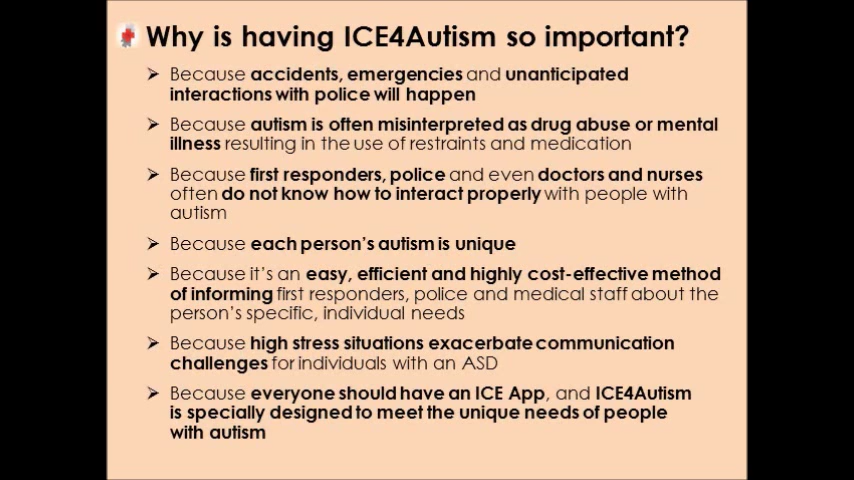 Why is having ICE4Autism so important?
Because accidents, emergencies and unanticipated
interactions with police will happen
Because autism is often misinterpreted as drug abuse or mental
illness resulting in the use of restraints and medication
Because first responders, police and even doctors and nurses
often do not know how to interact properly with people with
autism
Because each person's autism is unique
Because it's an easy, efficient and highly cost-effective method
of informing first responders, police and medical staff about the
person's specific, individual needs
Because high stress situations exacerbate communication
challenges for individuals with an ASD
Because everyone should have an ICE App, and ICE4Autism
is specially designed to meet the unique needs of people
with autism